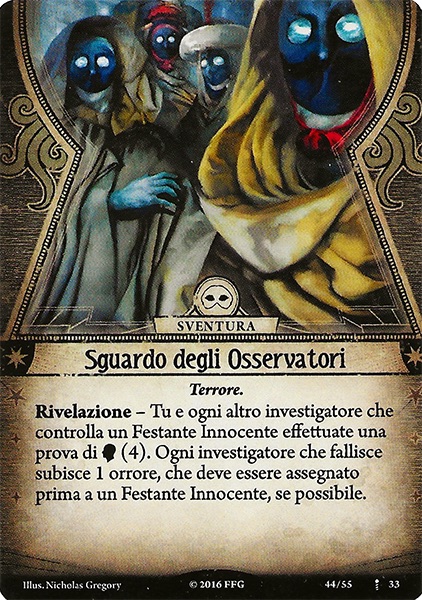 SVENTURA
Sguardo degli Osservatori
Terrore.
Rivelazione – Tu e ogni altro investigatore che
controlla un Festante Innocente effettuate una
prova di (4). Ogni investigatore che fallisce
subisce 1 orrore, che deve essere assegnato
prima a un Festante Innocente, se possibile.
Illus. Nicholas Gregory © 2016 FFG 44/55 33